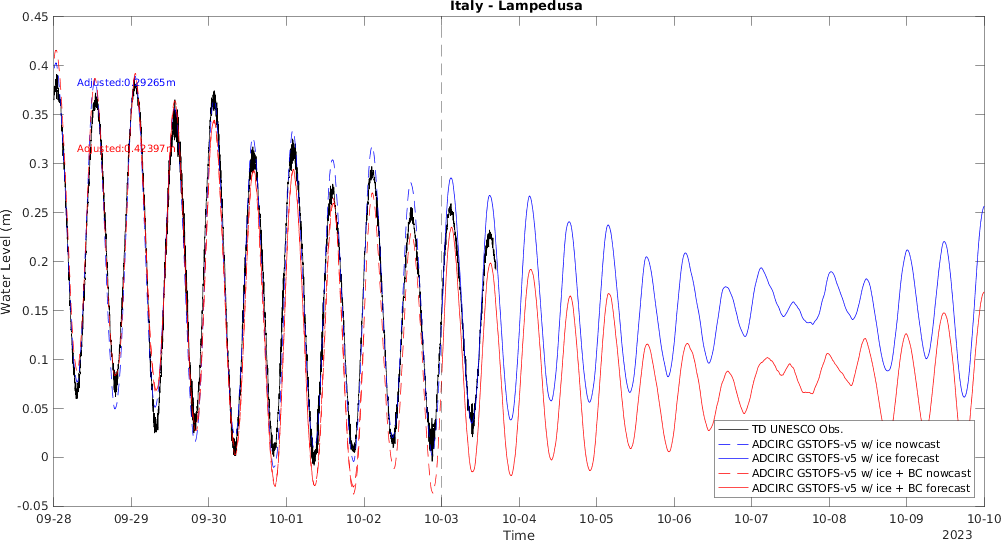 Italy - Lampedusa
0.45
0.4
0.35
0.3
0.25
0.2
0.15
0.1
0.05
0
-0.05
Water Level (m)
Adjusted:0.29265m
Adjusted:0.42397m
TD UNESCO Obs.
ADCIRC GSTOFS-v5 w/ ice nowcast
ADCIRC GSTOFS-v5 w/ ice forecast
ADCIRC GSTOFS-v5 w/ ice + BC nowcast
ADCIRC GSTOFS-v5 w/ ice + BC forecast
09-28 09-29 09-30 10-01 10-02 10-03 10-04 10-05 10-06 10-07 10-08 10-09 10-10
Time
2023